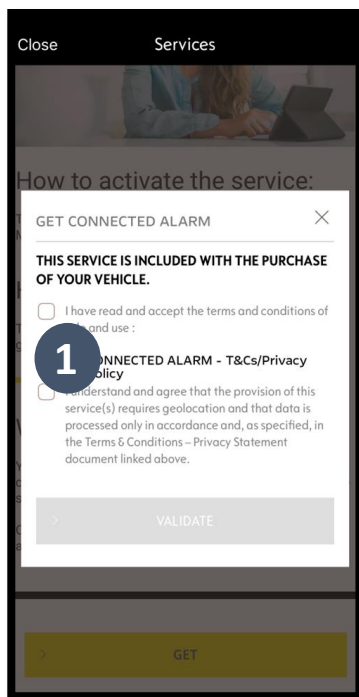 Close
Services
How to activate the service:
GET CONNECTED ALARM
THIS SERVICE IS INCLUDED WITH THE PURCHASE
OF YOUR VEHICLE.
I have read and accept the terms and conditions of
and use :
1
CONNECTED ALARM - T&Cs/Privacy
Policy
I understand and agree that the provision of this
service(s) requires geolocation and that data is
processed only in accordance and, as specified, in
the Terms & Conditions – Privacy Statement
document linked above.
> VALIDATE
> GET